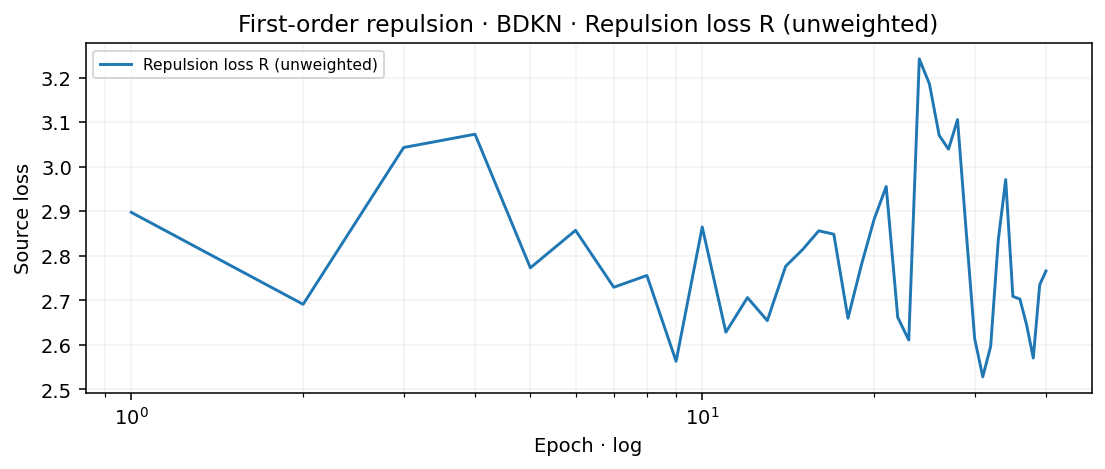 First-order repulsion · BDKN · Repulsion loss R (unweighted)
Repulsion loss R (unweighted)
Source loss
3.2
3.1
3.0
2.9
2.8
2.7
2.6
2.5
10⁰
10¹
Epoch · log